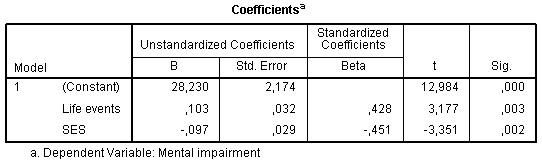 Coefficientsa
Unstandardized Coefficients Standardized Coefficients
Model B Std. Error Beta t Sig.
1 (Constant) 28,230 2,174 12,984 ,000
Life events ,103 ,032 ,428 3,177 ,003
SES -,097 ,029 -,451 -3,351 ,002
a. Dependent Variable: Mental impairment